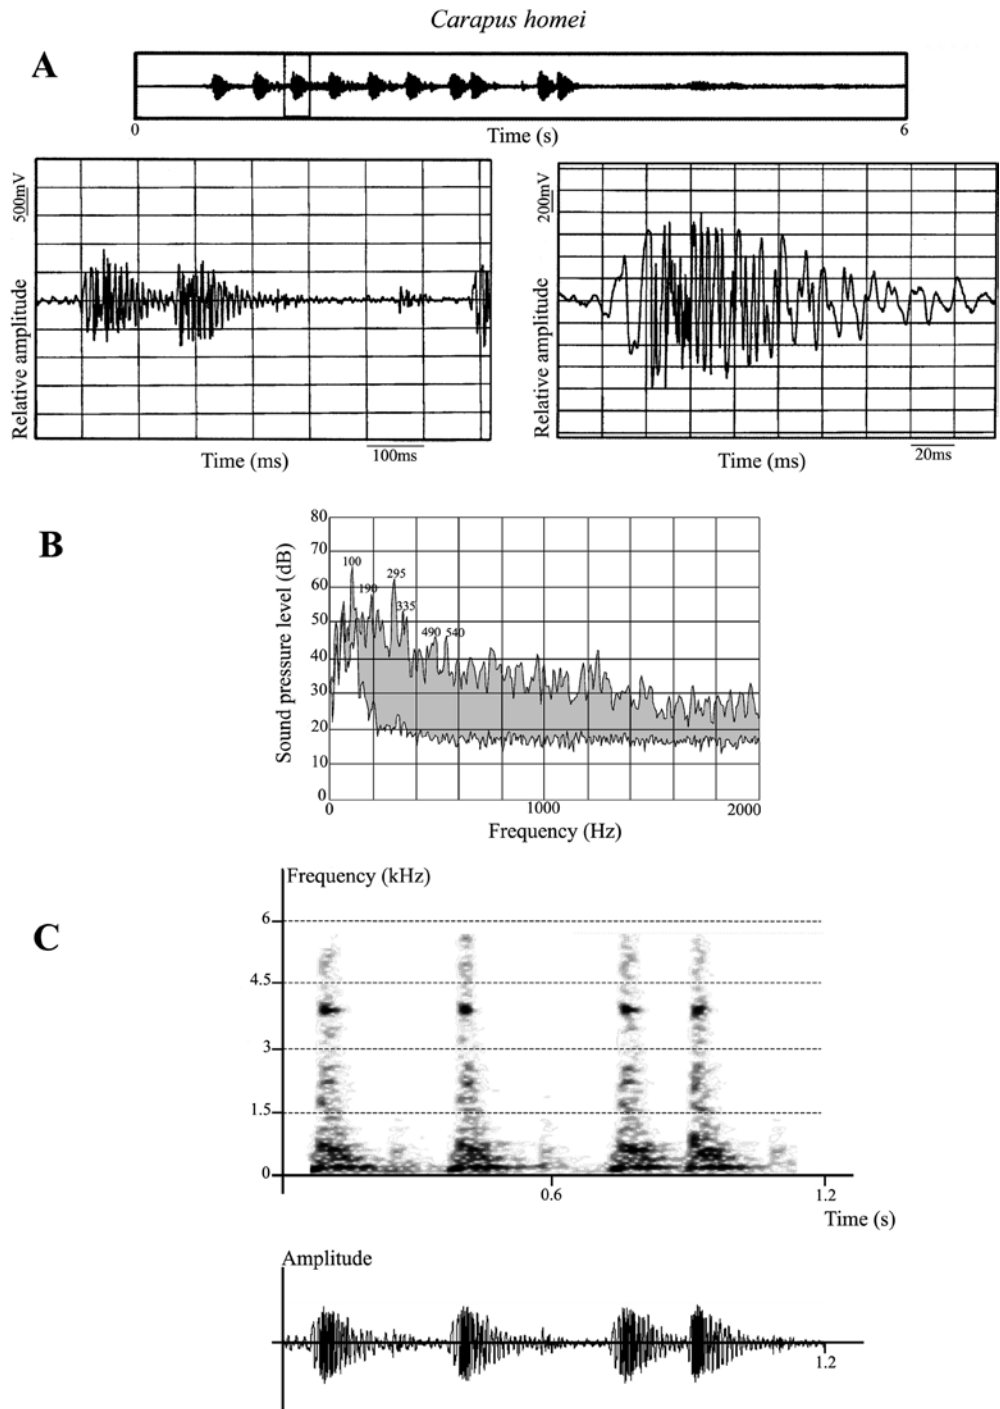 Carapus homei
A
0
Time (s)
6
500mV
Relative amplitude
Time (ms)
100ms
200mV
Relative amplitude
Time (ms)
20ms
B
Sound pressure level (dB)
80
70
60
50
40
30
20
10
0
100
190
295
335
490
540
0
1000
2000
Frequency (Hz)
C
Frequency (kHz)
6
4.5
3
1.5
0
0.6
1.2
Time (s)
Amplitude
1.2